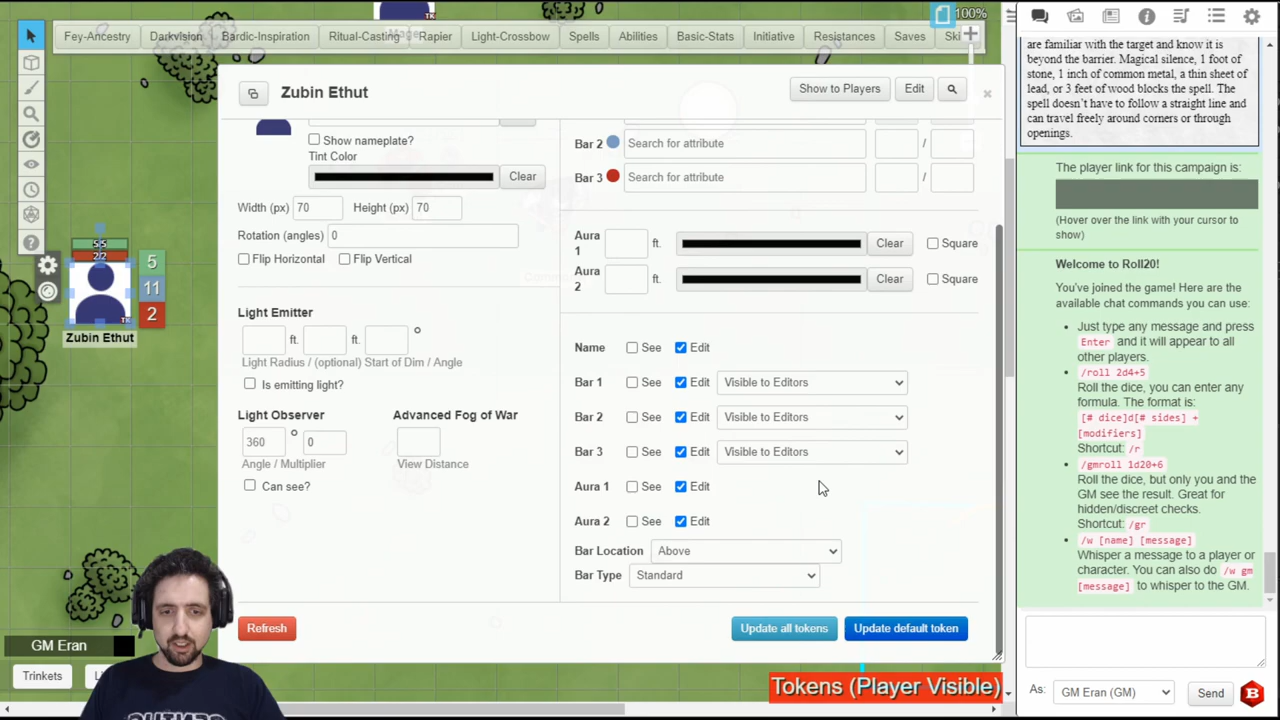 TK
100%
Fey-Ancestry
Darkvision
Bardic-Inspiration
Ritual-Casting
Rapier
Light-Crossbow
Spells
Abilities
Basic-Stats
Initiative
Resistances
Saves
Ski
Zubin Ethut
Show to Players
Edit
Show nameplate?
Tint Color
Clear
Width (px) 70 Height (px) 70
Rotation (angles) 0
Flip Horizontal Flip Vertical
Light Emitter
ft. ft. °
Light Radius / (optional) Start of Dim / Angle
Is emitting light?
Light Observer
360 ° 0
Angle / Multiplier
Can see?
Advanced Fog of War
View Distance
Bar 2 Search for attribute /
Bar 3 Search for attribute /
Aura 1 ft. Clear Square
Aura 2 ft. Clear Square
Name See Edit
Bar 1 See Edit Visible to Editors
Bar 2 See Edit Visible to Editors
Bar 3 See Edit Visible to Editors
Aura 1 See Edit
Aura 2 See Edit
Bar Location Above
Bar Type Standard
Refresh
Update all tokens
Update default token
5
11
2
TK
Zubin Ethut
GM Eran
Trinkets
Tokens (Player Visible)
are familiar with the target and know it is
beyond the barrier. Magical silence, 1 foot of
stone, 1 inch of common metal, a thin sheet of
lead, or 3 feet of wood blocks the spell. The
spell doesn't have to follow a straight line and
can travel freely around corners or through
openings.
The player link for this campaign is:
(Hover over the link with your cursor to
show)
Welcome to Roll20!
You've joined the game! Here are the
available chat commands you can use:
Just type any message and press
Enter and it will appear to all
other players.
/roll 2d4+5
Roll the dice, you can enter any
formula. The format is:
[# dice]d[# sides] +
[modifiers]
Shortcut: /r
/gmroll 1d20+6
Roll the dice, but only you and the
GM see the result. Great for
hidden/discreet checks.
Shortcut: /gr
/w [name] [message]
Whisper a message to a player or
character. You can also do /w gm
[message] to whisper to the GM.
As: GM Eran (GM) Send